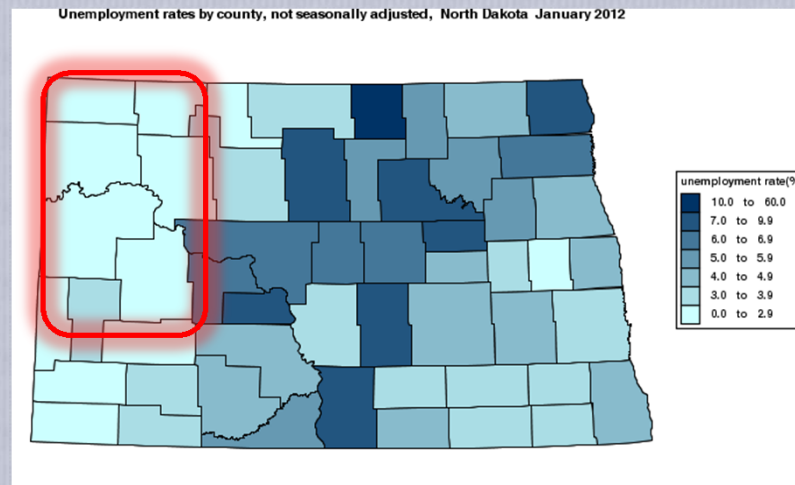 Unemployment rates by county, not seasonally adjusted, North Dakota January 2012
unemployment rate(%
10.0 to 60.0
7.0 to 9.9
6.0 to 6.9
5.0 to 5.9
4.0 to 4.9
3.0 to 3.9
0.0 to 2.9